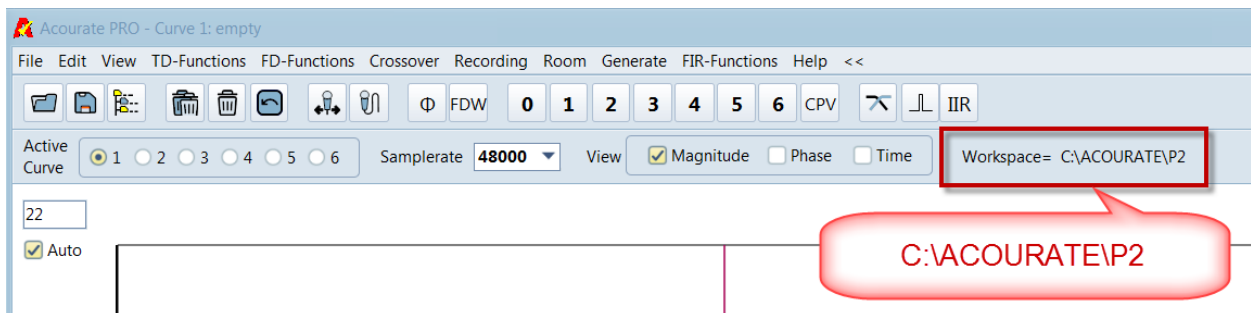 Acourate PRO - Curve 1: empty
File Edit View TD-Functions FD-Functions Crossover Recording Room Generate FIR-Functions Help <<
Φ FDW 0 1 2 3 4 5 6 CPV IIR
Active Curve 1 2 3 4 5 6 Samplerate 48000 View Magnitude Phase Time Workspace= C:\ACOURATE\P2
22
Auto
C:\ACOURATE\P2